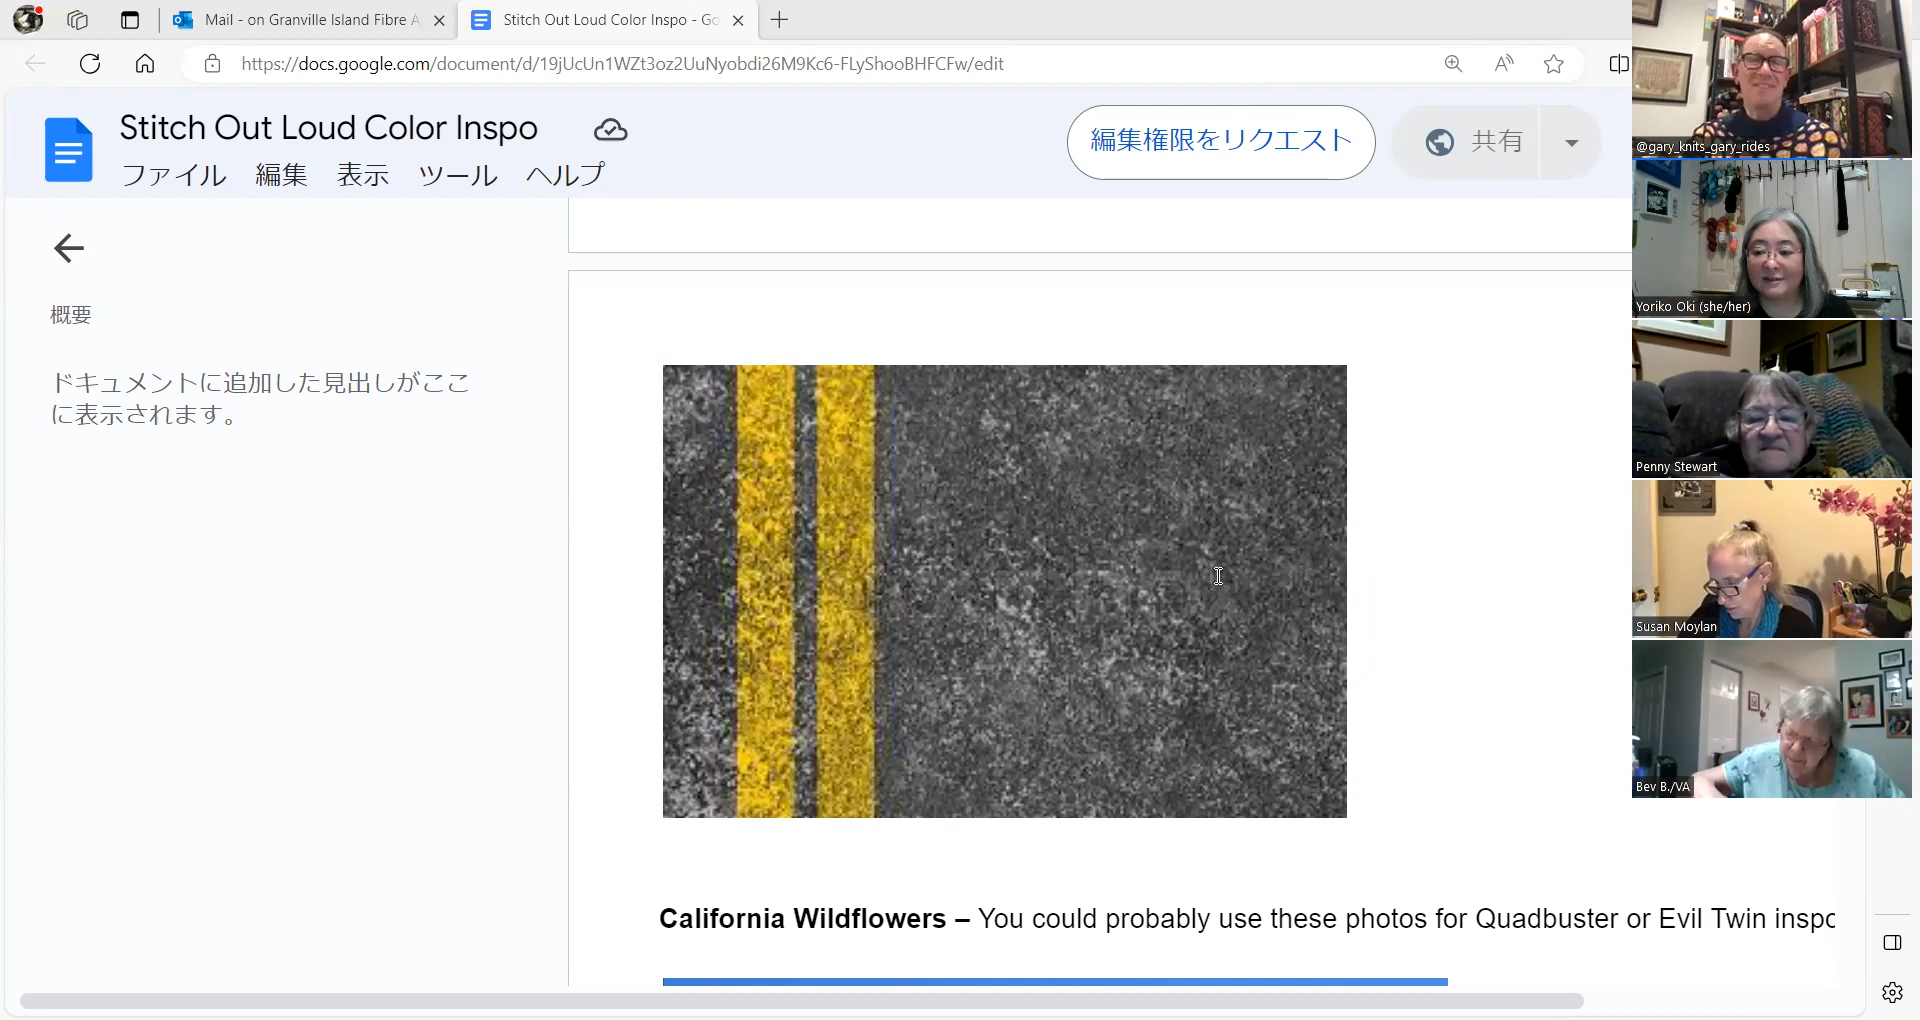 Mail - on Granville Island Fibre A
Stitch Out Loud Color Inspo - Go
https://docs.google.com/document/d/19jUcUn1WZt3oz2UuNyobdi26M9Kc6-FLyShooBHFCFw/edit
Stitch Out Loud Color Inspo
編集権限をリクエスト
共有
ファイル 編集 表示 ツール ヘルプ
概要
ドキュメントに追加した見出しがここ
に表示されます。
California Wildflowers – You could probably use these photos for Quadbuster or Evil Twin inspo
@gary_knits_gary_rides
Yoriko Oki (she/her)
Penny Stewart
Susan Moylan
Bev B./VA